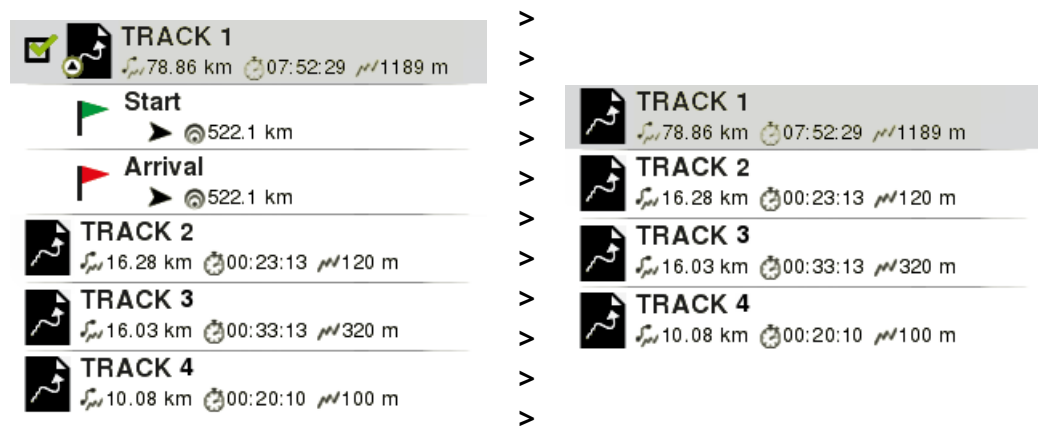 TRACK 1
78.86 km 07:52:29 1189 m
Start
522.1 km
Arrival
522.1 km
TRACK 2
16.28 km 00:23:13 120 m
TRACK 3
16.03 km 00:33:13 320 m
TRACK 4
10.08 km 00:20:10 100 m
>
>
>
>
>
>
>
>
>
>
>
TRACK 1
78.86 km 07:52:29 1189 m
TRACK 2
16.28 km 00:23:13 120 m
TRACK 3
16.03 km 00:33:13 320 m
TRACK 4
10.08 km 00:20:10 100 m